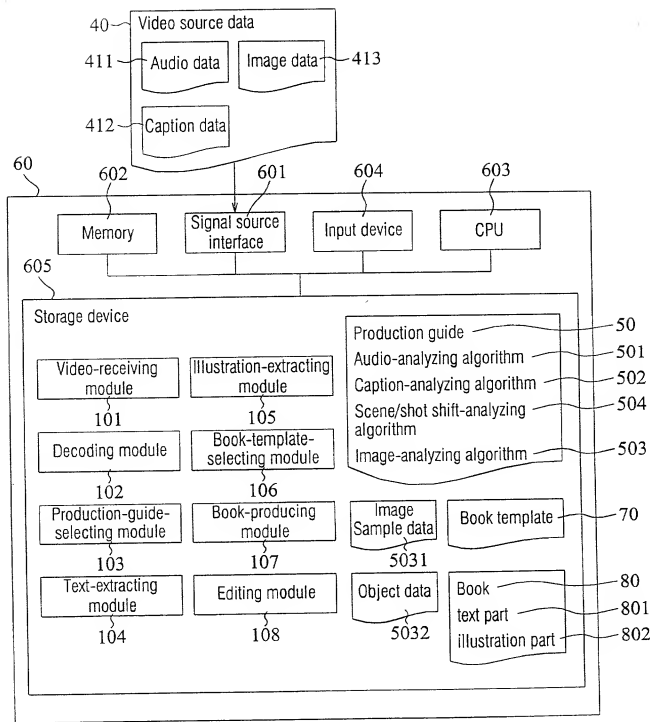 40
Video source data
411
Audio data
Image data
413
412
Caption data
60
602
601
604
603
Memory
Signal source
interface
Input device
CPU
605
Storage device
Production guide
50
Audio-analyzing algorithm
501
Caption-analyzing algorithm
502
Scene/shot shift-analyzing
algorithm
504
Image-analyzing algorithm
503
Video-receiving
module
101
Illustration-extracting
module
105
Decoding module
102
Book-template-
selecting module
106
Production-guide-
selecting module
103
Book-producing
module
107
Image
Sample data
5031
Book template
70
Text-extracting
module
104
Editing module
108
Object data
5032
Book
80
text part
801
illustration part
802